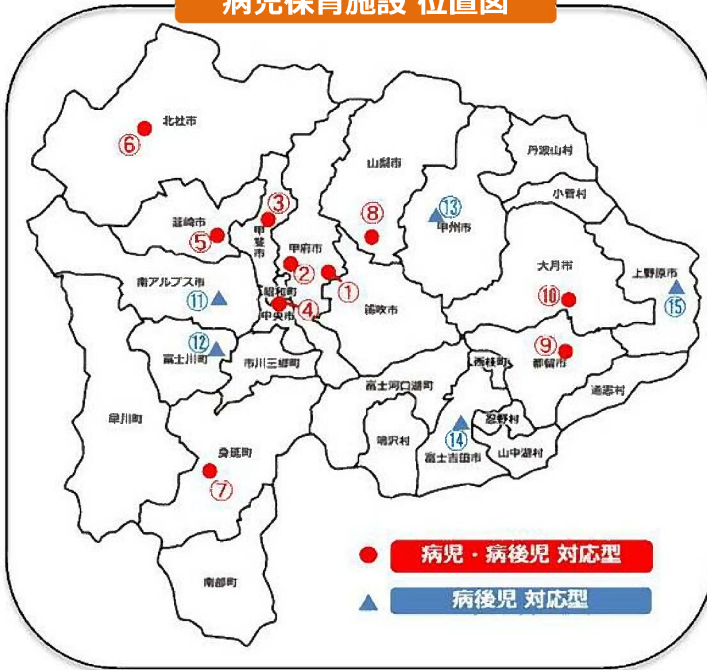 病児保育施設 位置図
北杜市
⑥
丹波山村
山梨市
小菅村
③
⑧
⑬
韮崎市
甲斐市
甲州市
⑤
甲府市
②
①
大月市
上野原市
南アルプス市
⑪
昭和町
④
笛吹市
⑩
⑮
中央市
⑫
富士川町
市川三郷町
西桂町
⑨
都留市
富士河口湖町
道志村
早川町
鳴沢村
忍野村
⑭
身延町
富士吉田市
山中湖村
⑦
病児・病後児 対応型
南部町
病後児 対応型